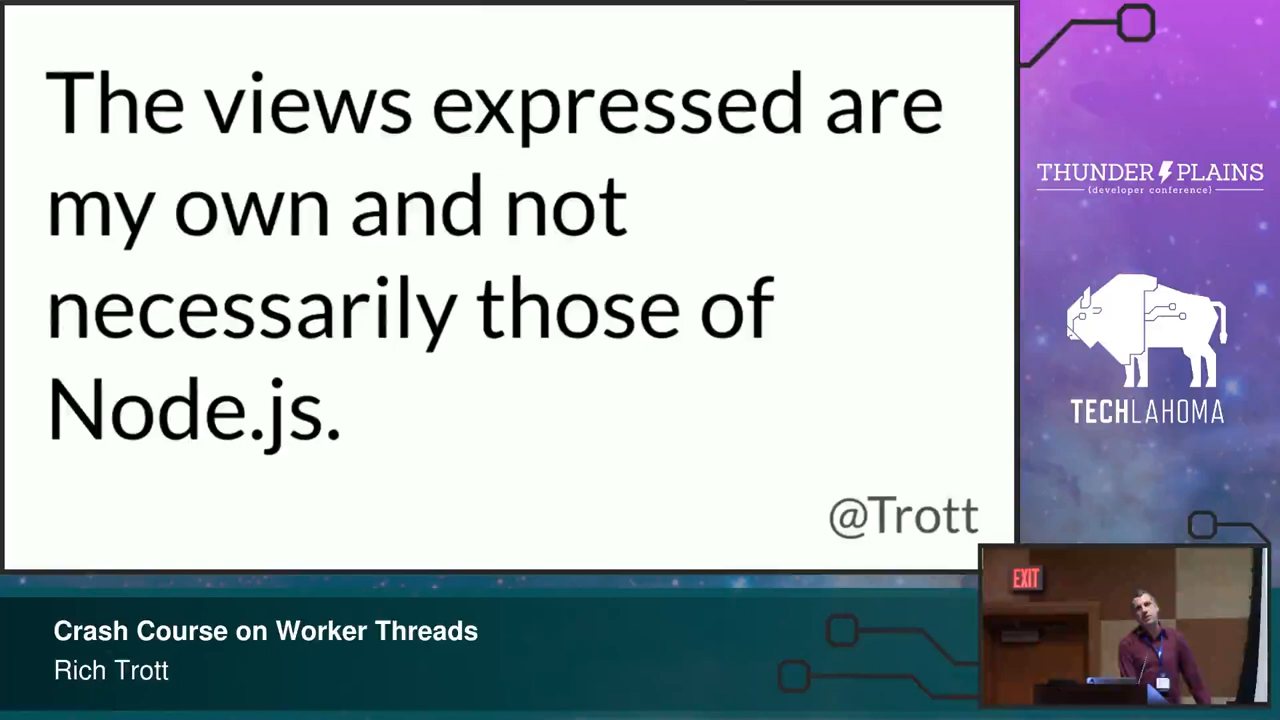 The views expressed are
my own and not
necessarily those of
Node.js.
@Trott
THUNDER PLAINS
{developer conference}
TECHLAHOMA
EXIT
Crash Course on Worker Threads
Rich Trott